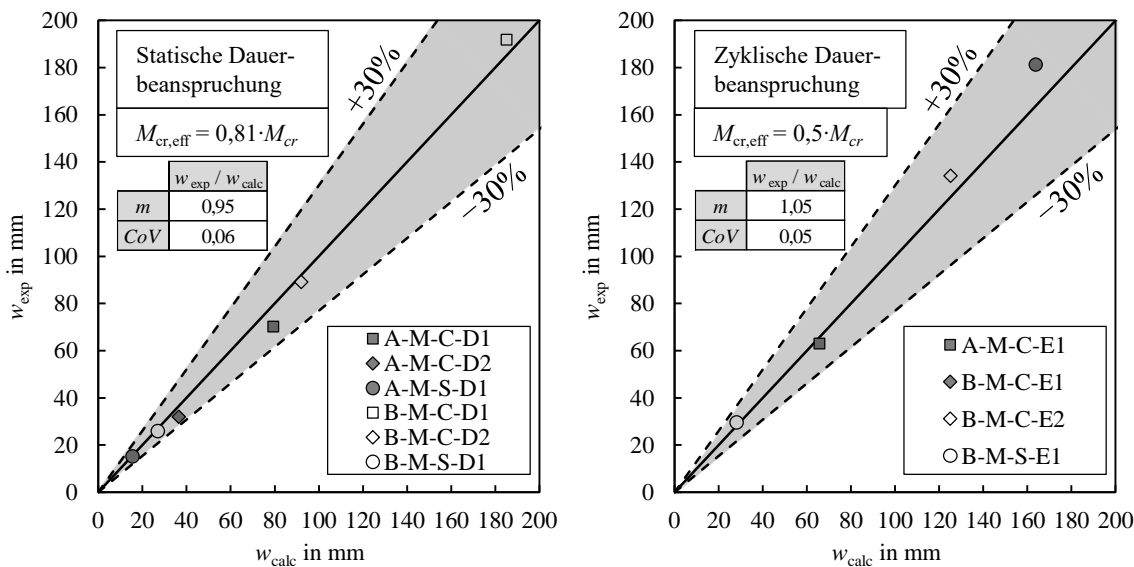 Statische Dauer-
beanspruchung
M_cr,eff = 0,81·M_cr
w_exp / w_calc
m 0,95
CoV 0,06
+30%
−30%
200
180
160
140
120
100
80
60
40
20
0
w_exp in mm
A-M-C-D1
A-M-C-D2
A-M-S-D1
B-M-C-D1
B-M-C-D2
B-M-S-D1
0 20 40 60 80 100 120 140 160 180 200
w_calc in mm
Zyklische Dauer-
beanspruchung
M_cr,eff = 0,5·M_cr
w_exp / w_calc
m 1,05
CoV 0,05
+30%
−30%
200
180
160
140
120
100
80
60
40
20
0
w_exp in mm
A-M-C-E1
B-M-C-E1
B-M-C-E2
B-M-S-E1
0 20 40 60 80 100 120 140 160 180 200
w_calc in mm